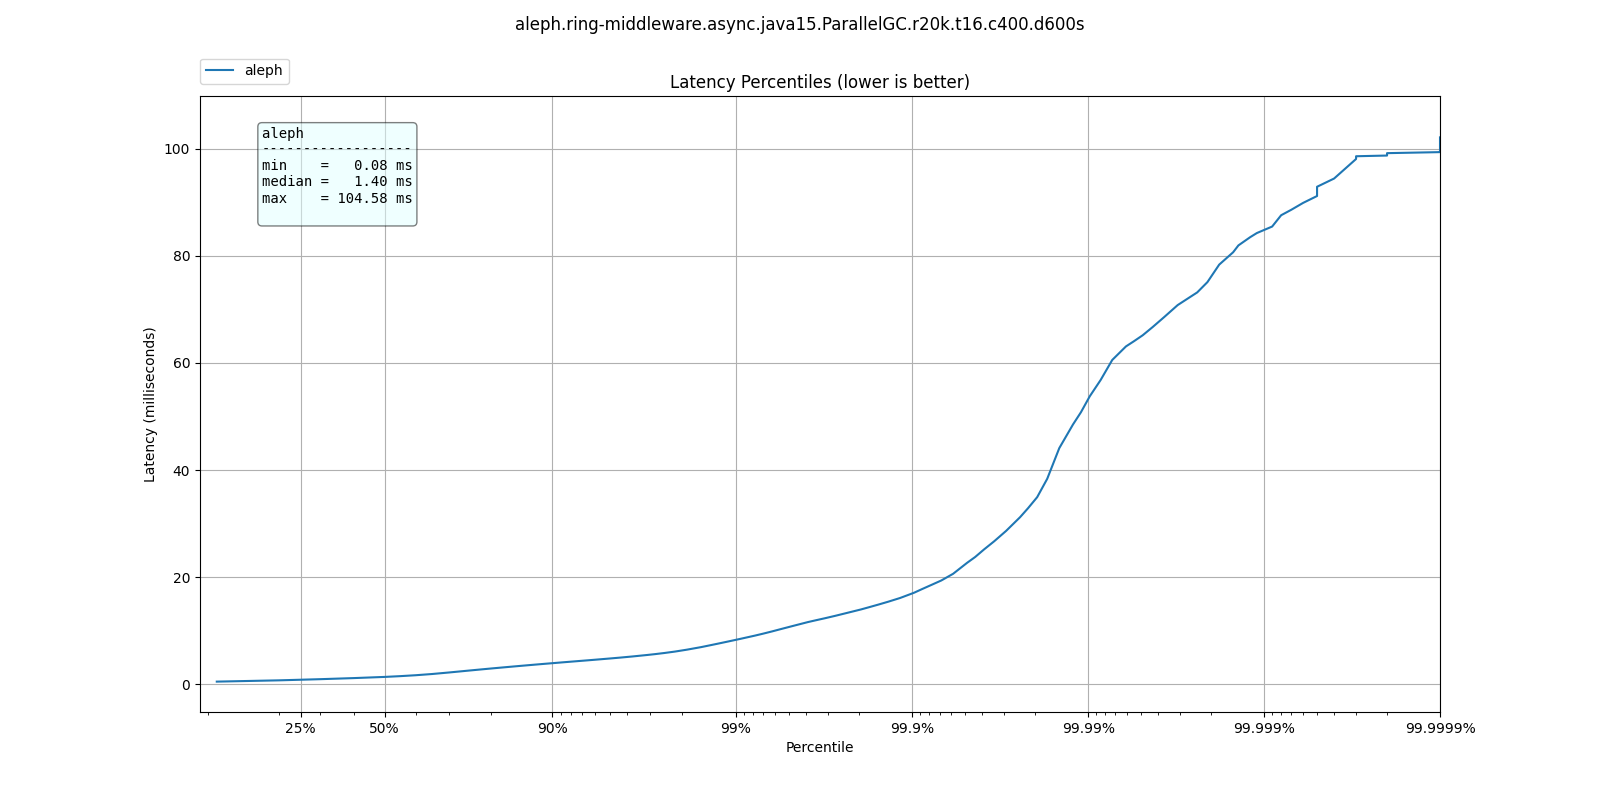 aleph.ring-middleware.async.java15.ParallelGC.r20k.t16.c400.d600s
aleph
Latency Percentiles (lower is better)
aleph
------------------
min    =   0.08 ms
median =   1.40 ms
max    = 104.58 ms
100
80
60
40
20
0
Latency (milliseconds)
25%
50%
90%
99%
99.9%
99.99%
99.999%
99.9999%
Percentile